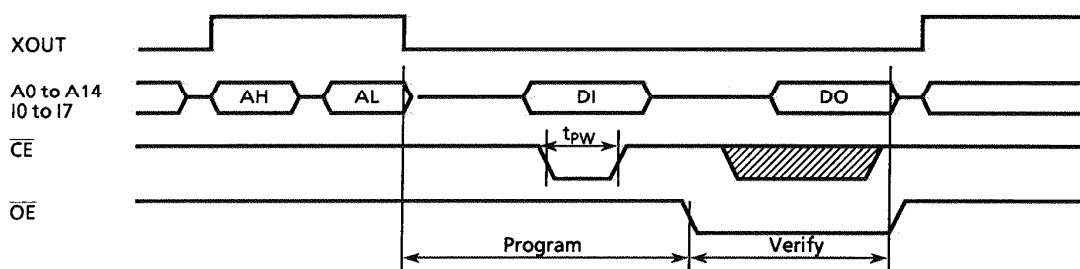 XOUT
A0 to A14
I0 to I7
AH
AL
DI
DO
CE
tPW
OE
Program
Verify